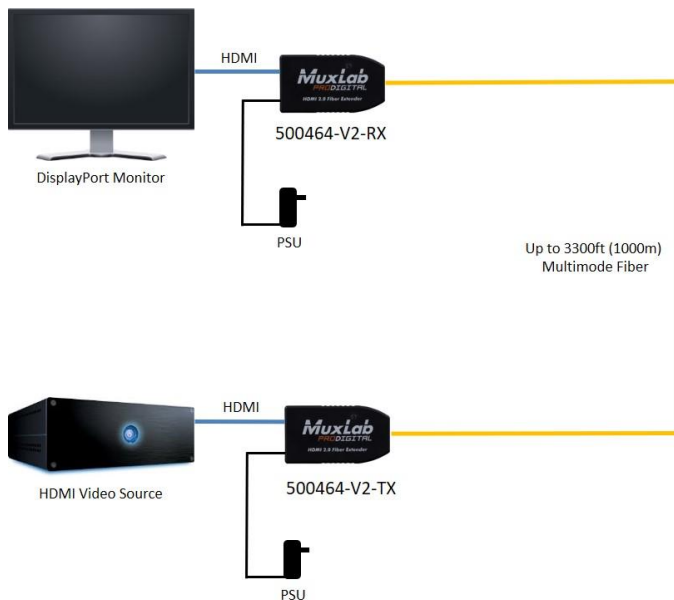 HDMI
MuxLab
PRODIGITAL
HDMI 2.0 Fiber Extender
500464-V2-RX
DisplayPort Monitor
PSU
Up to 3300ft (1000m)
Multimode Fiber
HDMI
MuxLab
PRODIGITAL
HDMI 2.0 Fiber Extender
500464-V2-TX
HDMI Video Source
PSU